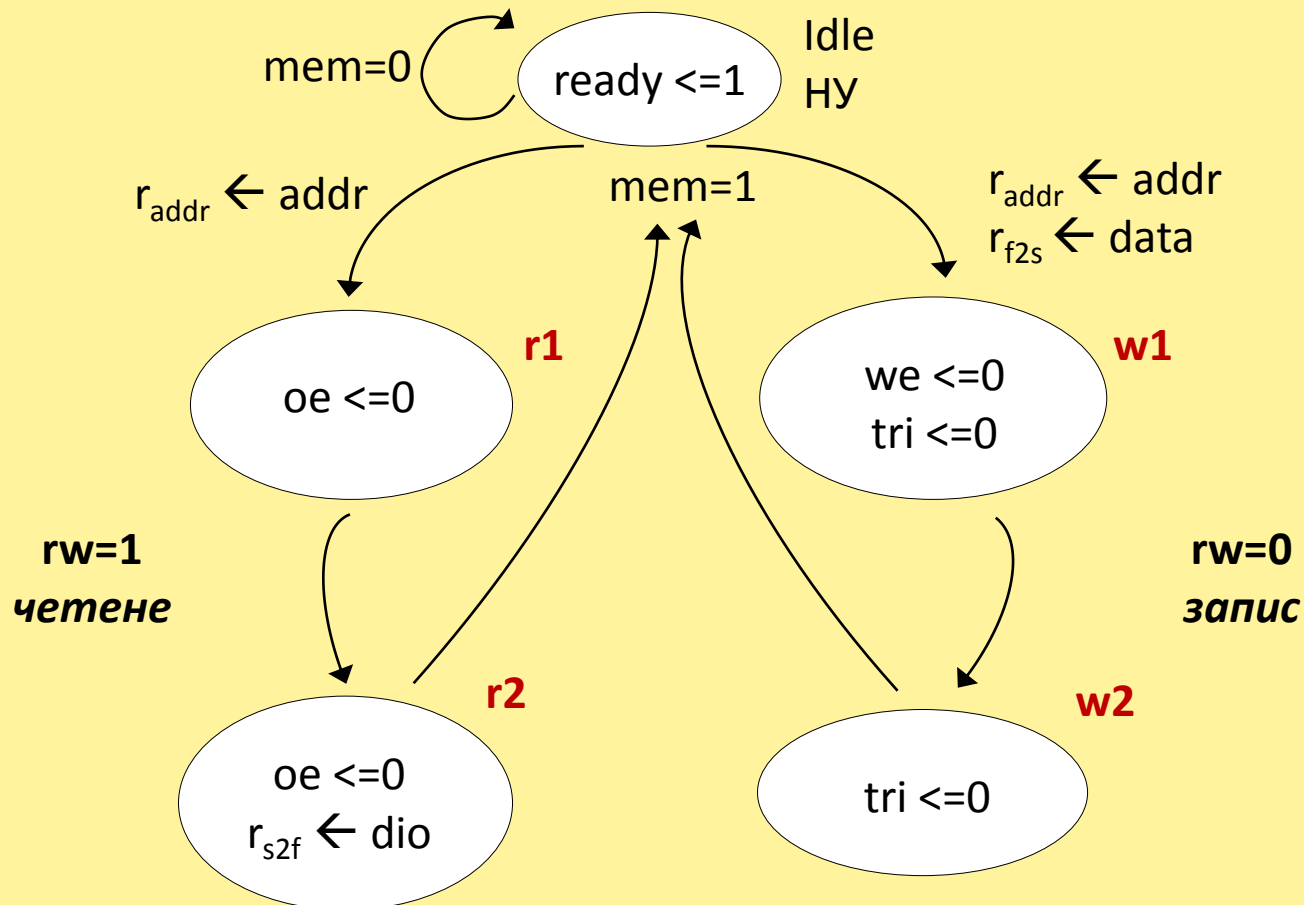 Idle
НУ
mem=0
ready <=1
mem=1
r_addr ← addr
r_addr ← addr
r_f2s ← data
r1
oe <=0
w1
we <=0
tri <=0
rw=1
четене
rw=0
запис
r2
oe <=0
r_s2f ← dio
w2
tri <=0